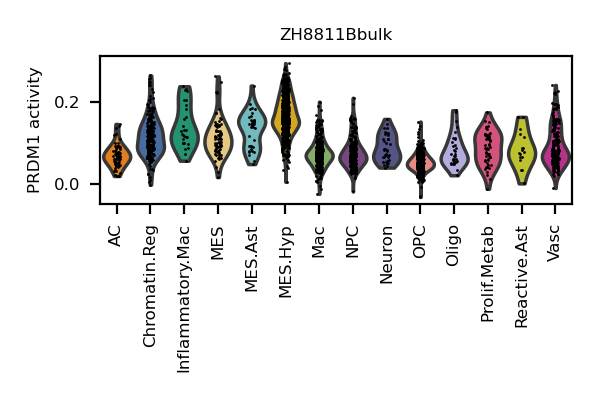 ZH8811Bbulk
PRDM1 activity
0.2
0.0
AC
Chromatin.Reg
Inflammatory.Mac
MES
MES.Ast
MES.Hyp
Mac
NPC
Neuron
OPC
Oligo
Prolif.Metab
Reactive.Ast
Vasc